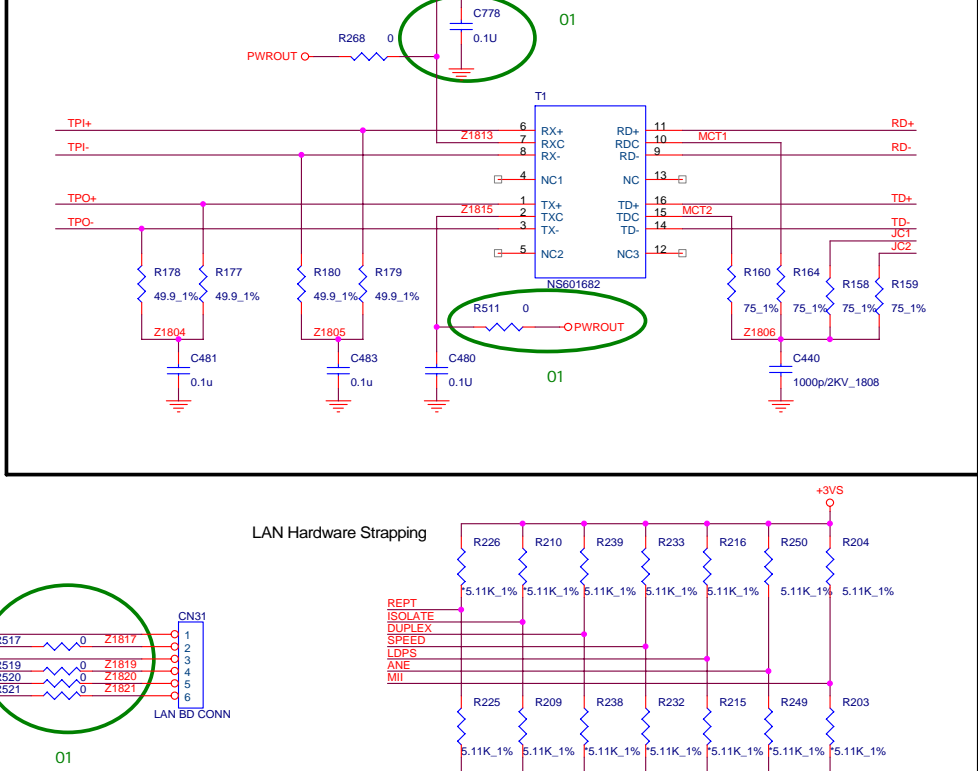 C778
01
R268 0
0.1U
PWROUT
T1
TPI+ 6 RX+ RD+ 11 RD+
Z1813 7 RXC RDC 10 MCT1
TPI- 8 RX- RD- 9 RD-
4 NC1 NC 13
TPO+ 1 TX+ TD+ 16 TD+
Z1815 2 TXC TDC 15 MCT2
TPO- 3 TX- TD- 14 TD-
JC1
JC2
5 NC2 NC3 12
R178 R177 R180 R179 R160 R164 R158 R159
NS601682
49.9_1% 49.9_1% 49.9_1% 49.9_1% 75_1% 75_1% 75_1% 75_1%
R511 0
PWROUT
Z1804 Z1805 Z1806
C481 C483 C480 C440
0.1u 0.1u 0.1U 1000p/2KV_1808
01
+3VS
LAN Hardware Strapping
R226 R210 R239 R233 R216 R250 R204
*5.11K_1% *5.11K_1% *5.11K_1% *5.11K_1% *5.11K_1% 5.11K_1% 5.11K_1%
REPT
ISOLATE
DUPLEX
SPEED
LDPS
ANE
MII
CN31
1
517 0 Z1817 2
3
519 0 Z1819 4
520 0 Z1820 5
521 0 Z1821 6
LAN BD CONN
R225 R209 R238 R232 R215 R249 R203
5.11K_1% 5.11K_1% *5.11K_1% *5.11K_1% *5.11K_1% *5.11K_1% *5.11K_1%
01